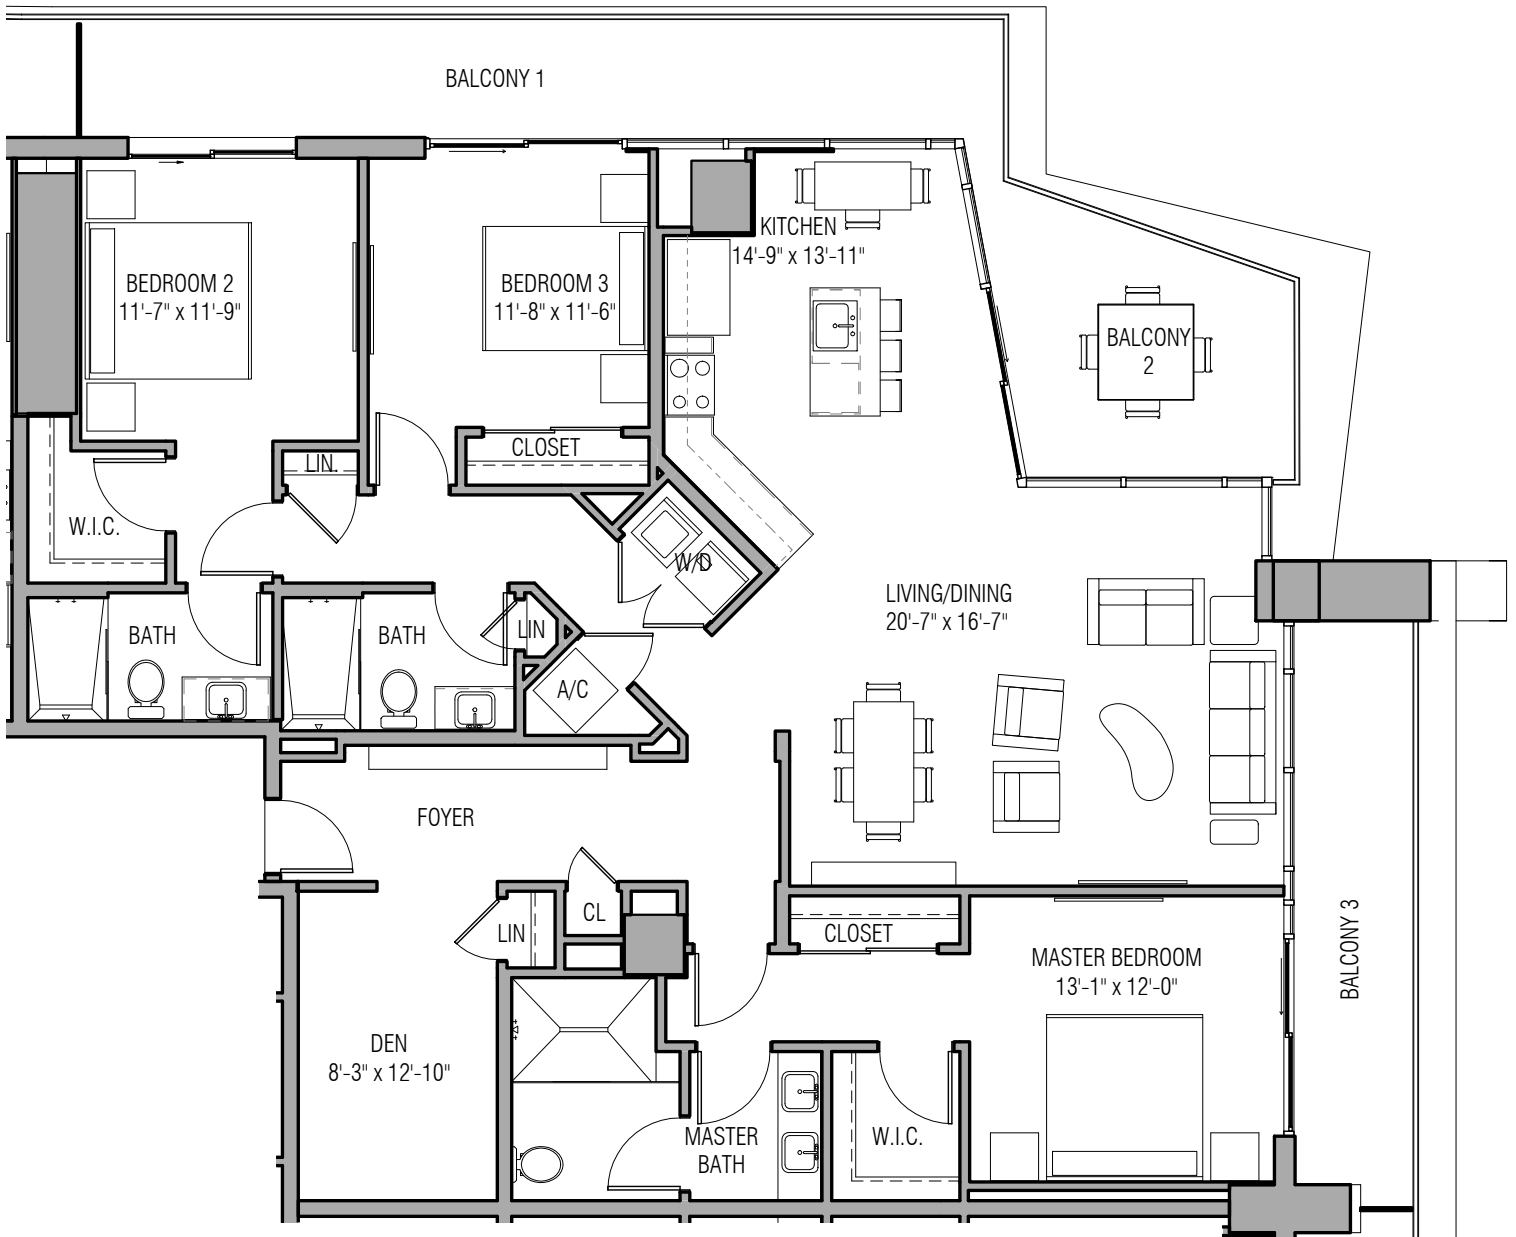 BALCONY 1
KITCHEN
14'-9" x 13'-11"
BEDROOM 2
11'-7" x 11'-9"
BEDROOM 3
11'-8" x 11'-6"
BALCONY
2
CLOSET
LIN.
W.I.C.
W/D
LIVING/DINING
20'-7" x 16'-7"
BATH
BATH
LIN
A/C
FOYER
CL
LIN
CLOSET
MASTER BEDROOM
13'-1" x 12'-0"
BALCONY 3
DEN
8'-3" x 12'-10"
MASTER
BATH
W.I.C.